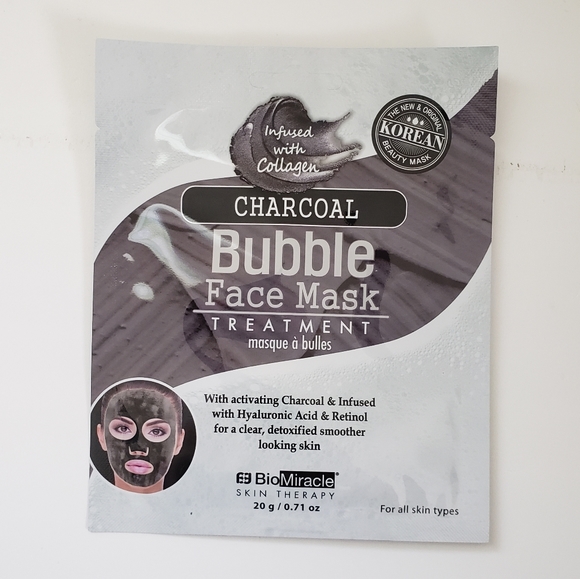 Infused
with
Collagen
THE NEW & ORIGINAL
KOREAN
BEAUTY MASK
CHARCOAL
Bubble
Face Mask
TREATMENT
masque à bulles
With activating Charcoal & Infused
with Hyaluronic Acid & Retinol
for a clear, detoxified smoother
looking skin
BioMiracle®
SKIN THERAPY
20 g / 0.71 oz
For all skin types